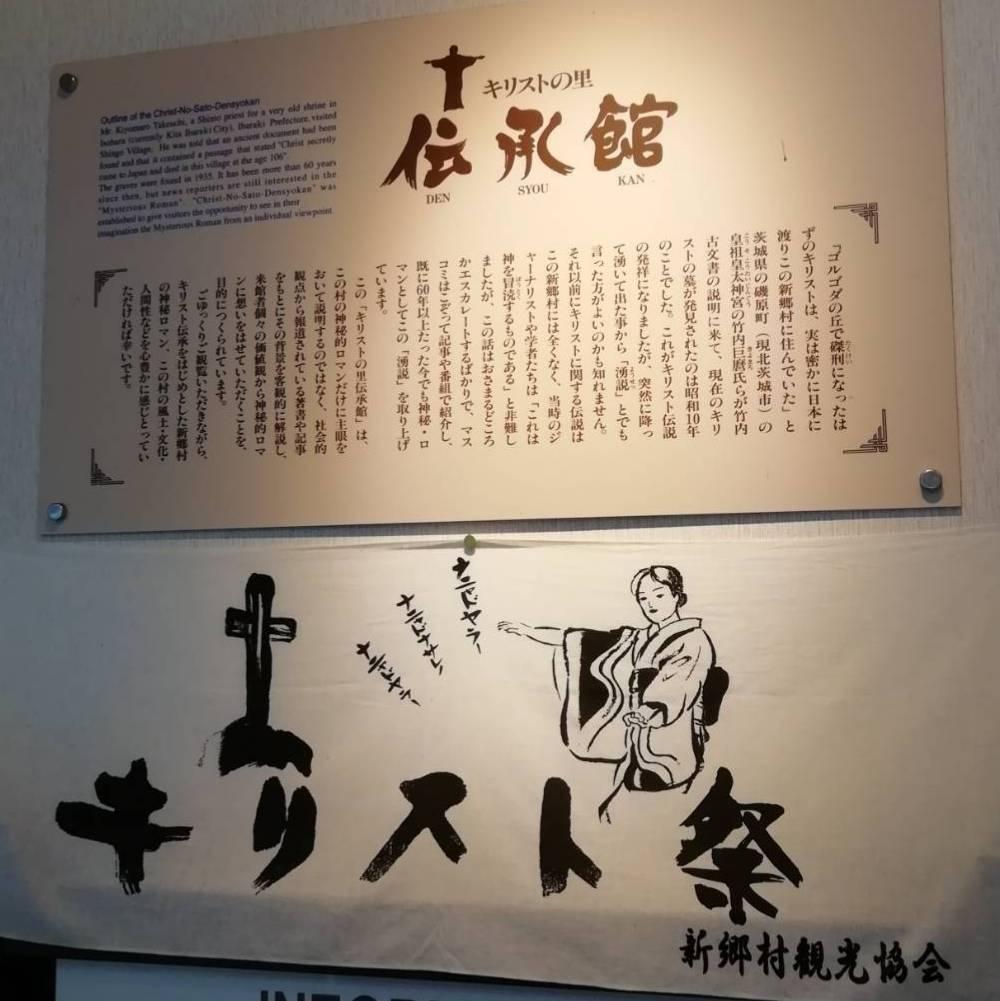 Outline of the Christ-No-Sato-Densyokan
Mr. Kiyomaro Takeuchi, a Shinto priest for a very old shrine in
Isohara (currently Kita Ibaraki City), Ibaraki Prefecture, visited
Shingo Village. He was told that an ancient document had been
found and that it contained a passage that stated "Christ secretly
came to Japan and died in this village at the age 106".
The graves were found in 1935. It has been more than 60 years
since then, but news reporters are still interested in the
"Mysterious Roman". "Christ-No-Sato-Densyokan" was
established to give visitors the opportunity to see in their
imagination the Mysterious Roman from an individual viewpoint
キリストの里
伝承館
DEN SYOU KAN
『ゴルゴダの丘で磔刑になったは
ずのキリストは、実は密かに日本に
渡りこの新郷村に住んでいた」と
茨城県の磯原町（現北茨城市）の
皇祖皇太神宮の竹内巨麿氏らが竹内
古文書の説明に来て、現在のキリ
ストの墓が発見されたのは昭和10年
のことでした。これがキリスト伝説
の発祥になりましたが、突然に降っ
て湧いて出た事から「湧説」とでも
言った方がよいのかも知れません。
それ以前にキリストに関する伝説は
この新郷村には全くなく、当時のジ
ャーナリストや学者たちは「これは
神を冒涜するものである」と非難し
ましたが、この話はおさまるどころ
かエスカレートするばかりで、マス
コミはこぞって記事や番組で紹介し、
既に60年以上たった今でも神秘・ロ
マンとしてこの「湧説」を取り上げ
ています。
この「キリストの里伝承館」は、
この村の神秘的ロマンだけに主眼を
おいて説明するのではなく、社会的
観点から報道されている著書や記事
をもとにその背景を客観的に解説し、
来館者個々の価値観から神秘的ロマ
ンに想いをはせていただくことを、
目的につくられています。
ごゆっくりご観覧いただきながら、
キリスト伝承をはじめとした新郷村
の神秘ロマン、この村の風土・文化・
人間性などを心豊かに感じとってい
ただければ幸いです。
ナニャドヤラー
ナニャドナサレ
ナニャドヤラー
キリスト祭
新郷村観光協会